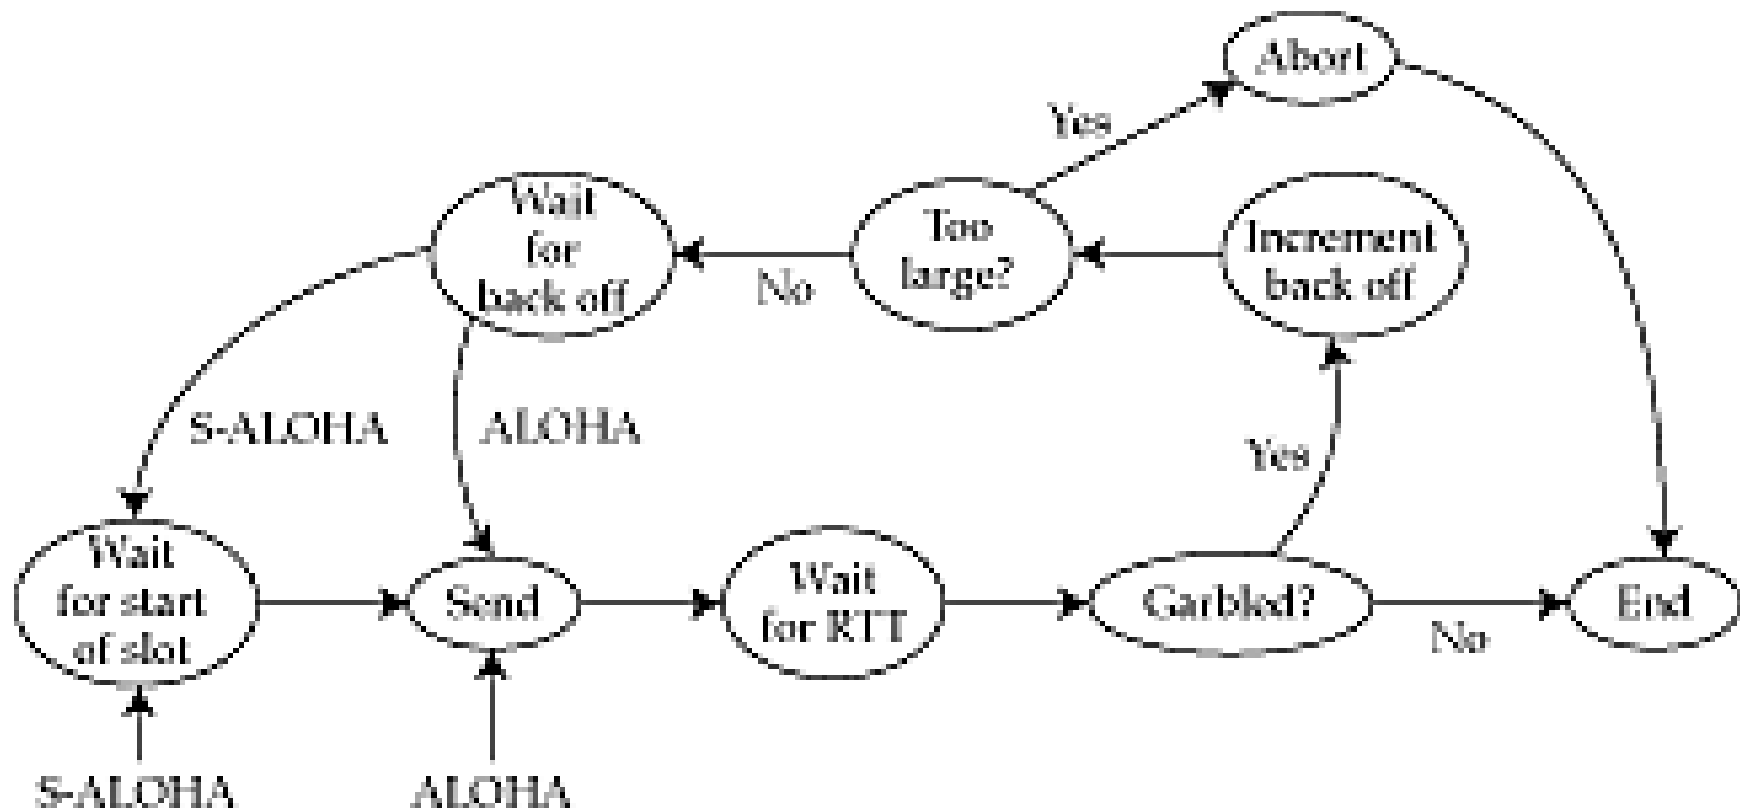 Abort
Yes
Wait
for
back off
Too
large?
Increment
back off
No
S-ALOHA
ALOHA
Yes
Wait
for start
of slot
Send
Wait
for RTT
Garbled?
End
No
S-ALOHA
ALOHA